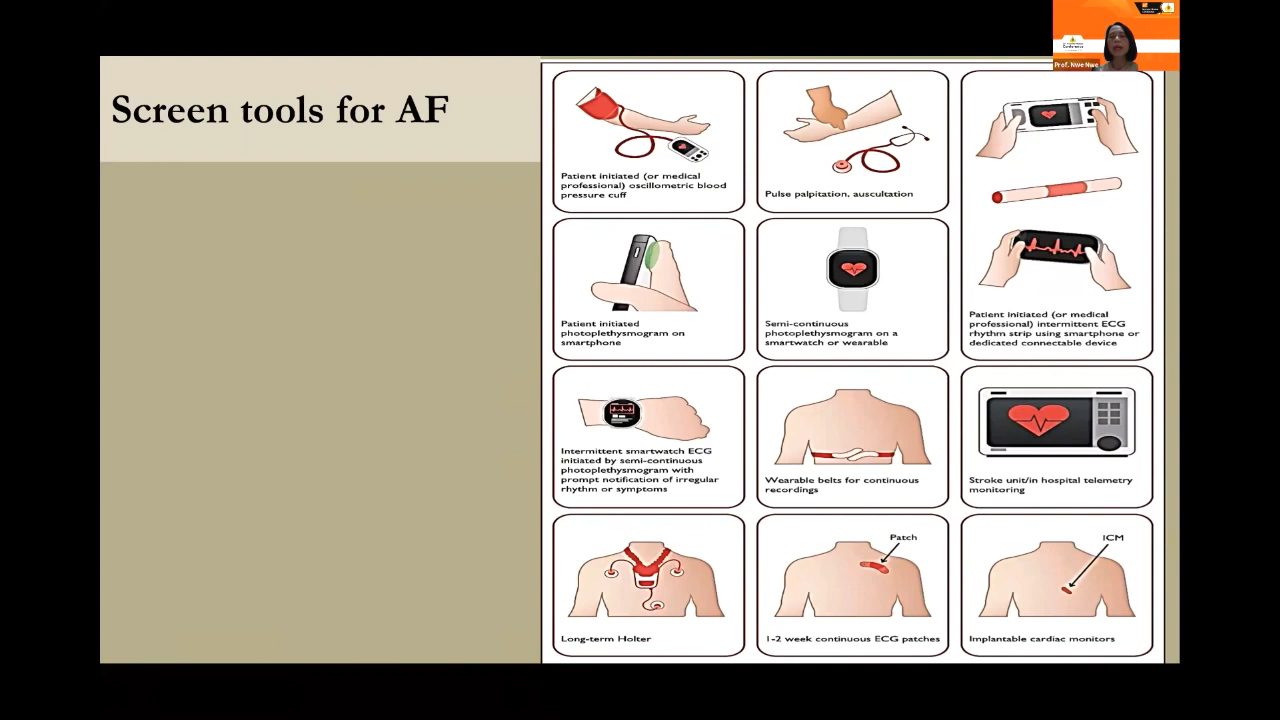 Screen tools for AF
Prof. Nwe Nwe
Conference
Patient initiated (or medical
professional) oscillometric blood
pressure cuff
Pulse palpitation, auscultation
Patient initiated
photoplethysmogram on
smartphone
Semi-continuous
photoplethysmogram on a
smartwatch or wearable
Patient initiated (or medical
professional) intermittent ECG
rhythm strip using smartphone or
dedicated connectable device
Intermittent smartwatch ECG
initiated by semi-continuous
photoplethysmogram with
prompt notification of irregular
rhythm or symptoms
Wearable belts for continuous
recordings
Stroke unit/in hospital telemetry
monitoring
Long-term Holter
Patch
1-2 week continuous ECG patches
ICM
Implantable cardiac monitors